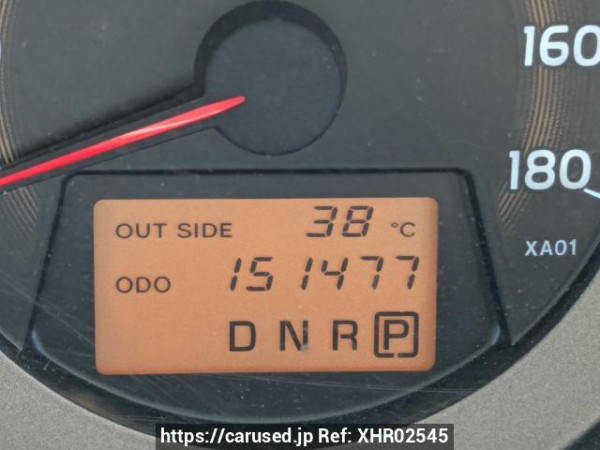 160
180
XA01
OUT SIDE 38 °C
ODO 151477
D N R P
https://carused.jp Ref: XHR02545